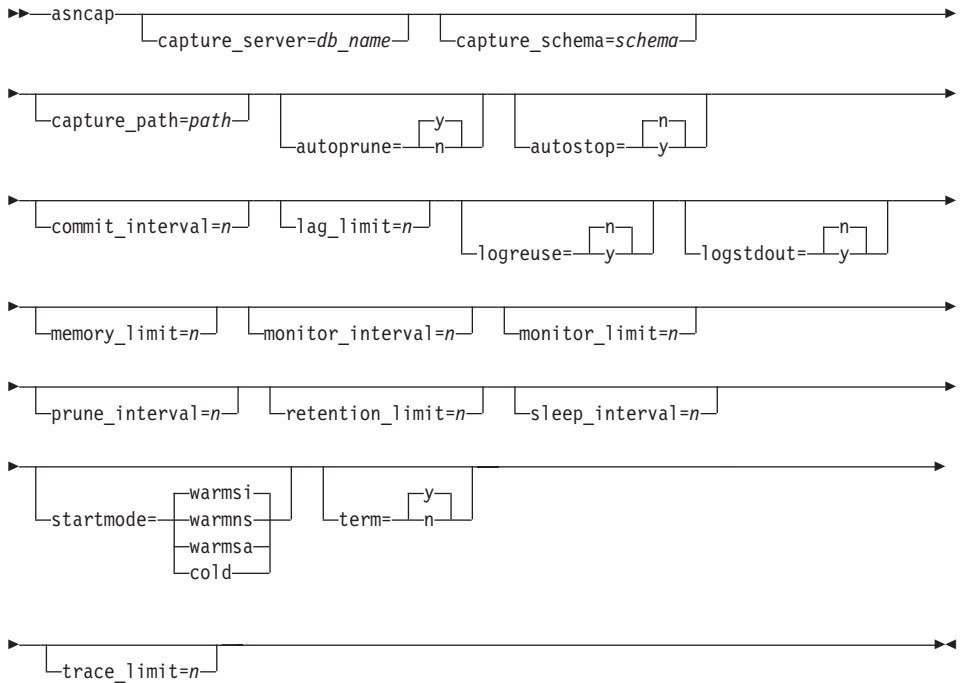 asncap
capture_server=db_name capture_schema=schema
capture_path=path
y
autoprune= n
n
autostop= y
commit_interval=n lag_limit=n
n
logreuse= y
n
logstdout= y
memory_limit=n monitor_interval=n monitor_limit=n
prune_interval=n retention_limit=n sleep_interval=n
warmsi
startmode= warmns
warmsa
cold
y
term= n
trace_limit=n